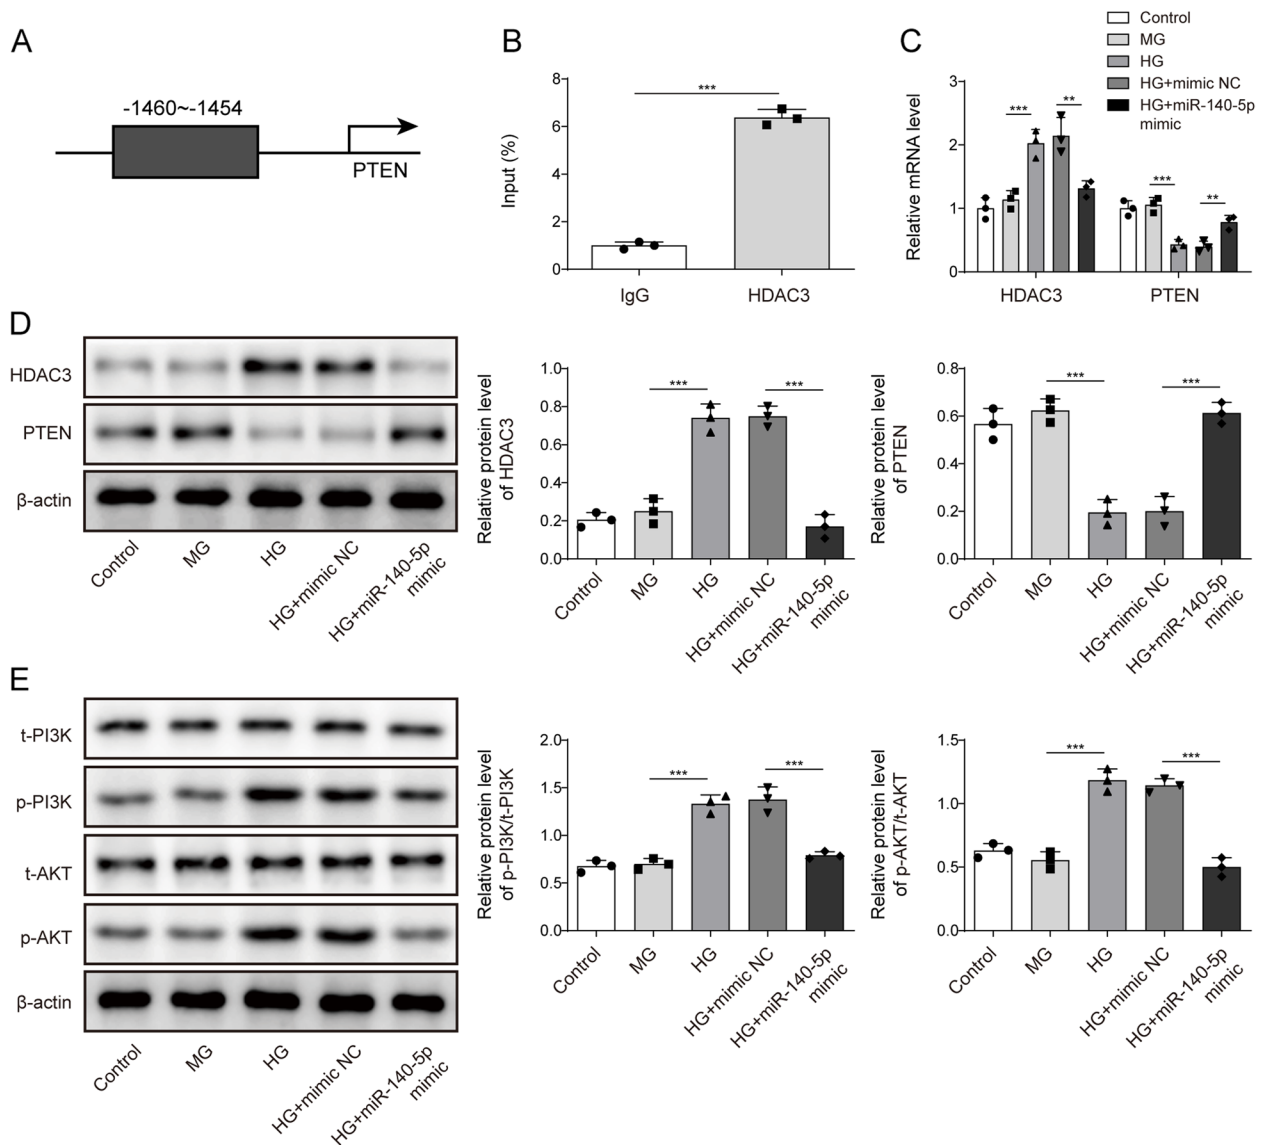 A
-1460~-1454
PTEN
B
Input (%)
8
6
4
2
0
***
IgG
HDAC3
C
Control
MG
HG
HG+mimic NC
HG+miR-140-5p
mimic
Relative mRNA level
3
2
1
0
***
**
***
**
HDAC3
PTEN
D
HDAC3
PTEN
β-actin
Control
MG
HG
HG+mimic NC
HG+miR-140-5p
mimic
Relative protein level
of HDAC3
1.0
0.8
0.6
0.4
0.2
0.0
***
***
Control
MG
HG
HG+mimic NC
HG+miR-140-5p
mimic
Relative protein level
of PTEN
0.8
0.6
0.4
0.2
0.0
***
***
Control
MG
HG
HG+mimic NC
HG+miR-140-5p
mimic
E
t-PI3K
p-PI3K
t-AKT
p-AKT
β-actin
Control
MG
HG
HG+mimic NC
HG+miR-140-5p
mimic
Relative protein level
of p-PI3K/t-PI3K
2.0
1.5
1.0
0.5
0.0
***
***
Control
MG
HG
HG+mimic NC
HG+miR-140-5p
mimic
Relative protein level
of p-AKT/t-AKT
1.5
1.0
0.5
0.0
***
***
Control
MG
HG
HG+mimic NC
HG+miR-140-5p
mimic